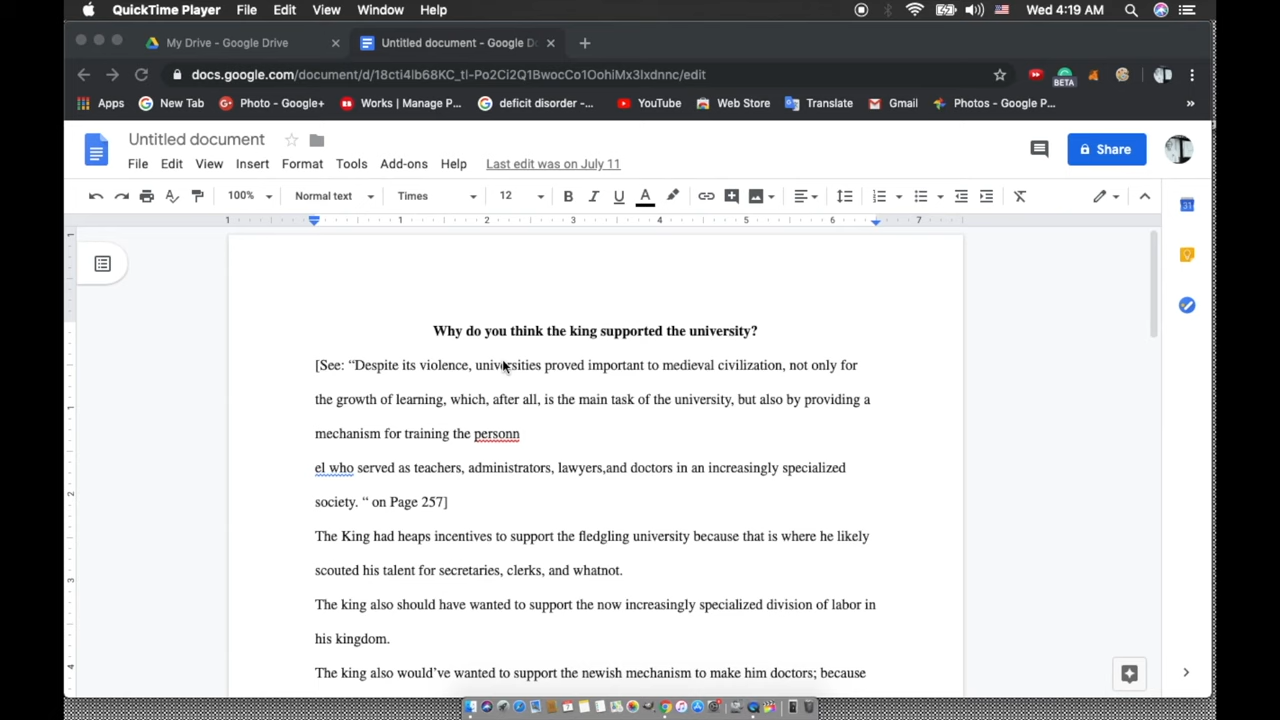 QuickTime Player File Edit View Window Help Wed 4:19 AM
My Drive - Google Drive Untitled document - Google D
docs.google.com/document/d/18cti4lb68KC_tl-Po2Ci2Q1BwocCo1OohiMx3lxdnnc/edit BETA
Apps New Tab Photo - Google+ Works | Manage P... deficit disorder -... YouTube Web Store Translate Gmail Photos - Google P... »
Untitled document
Share
File Edit View Insert Format Tools Add-ons Help Last edit was on July 11
100% Normal text Times 12 B I U A
1 1 2 3 4 5 6 7
Why do you think the king supported the university?
[See: “Despite its violence, universities proved important to medieval civilization, not only for
the growth of learning, which, after all, is the main task of the university, but also by providing a
mechanism for training the personn
el who served as teachers, administrators, lawyers,and doctors in an increasingly specialized
society. “ on Page 257]
The King had heaps incentives to support the fledgling university because that is where he likely
scouted his talent for secretaries, clerks, and whatnot.
The king also should have wanted to support the now increasingly specialized division of labor in
his kingdom.
The king also would’ve wanted to support the newish mechanism to make him doctors; because